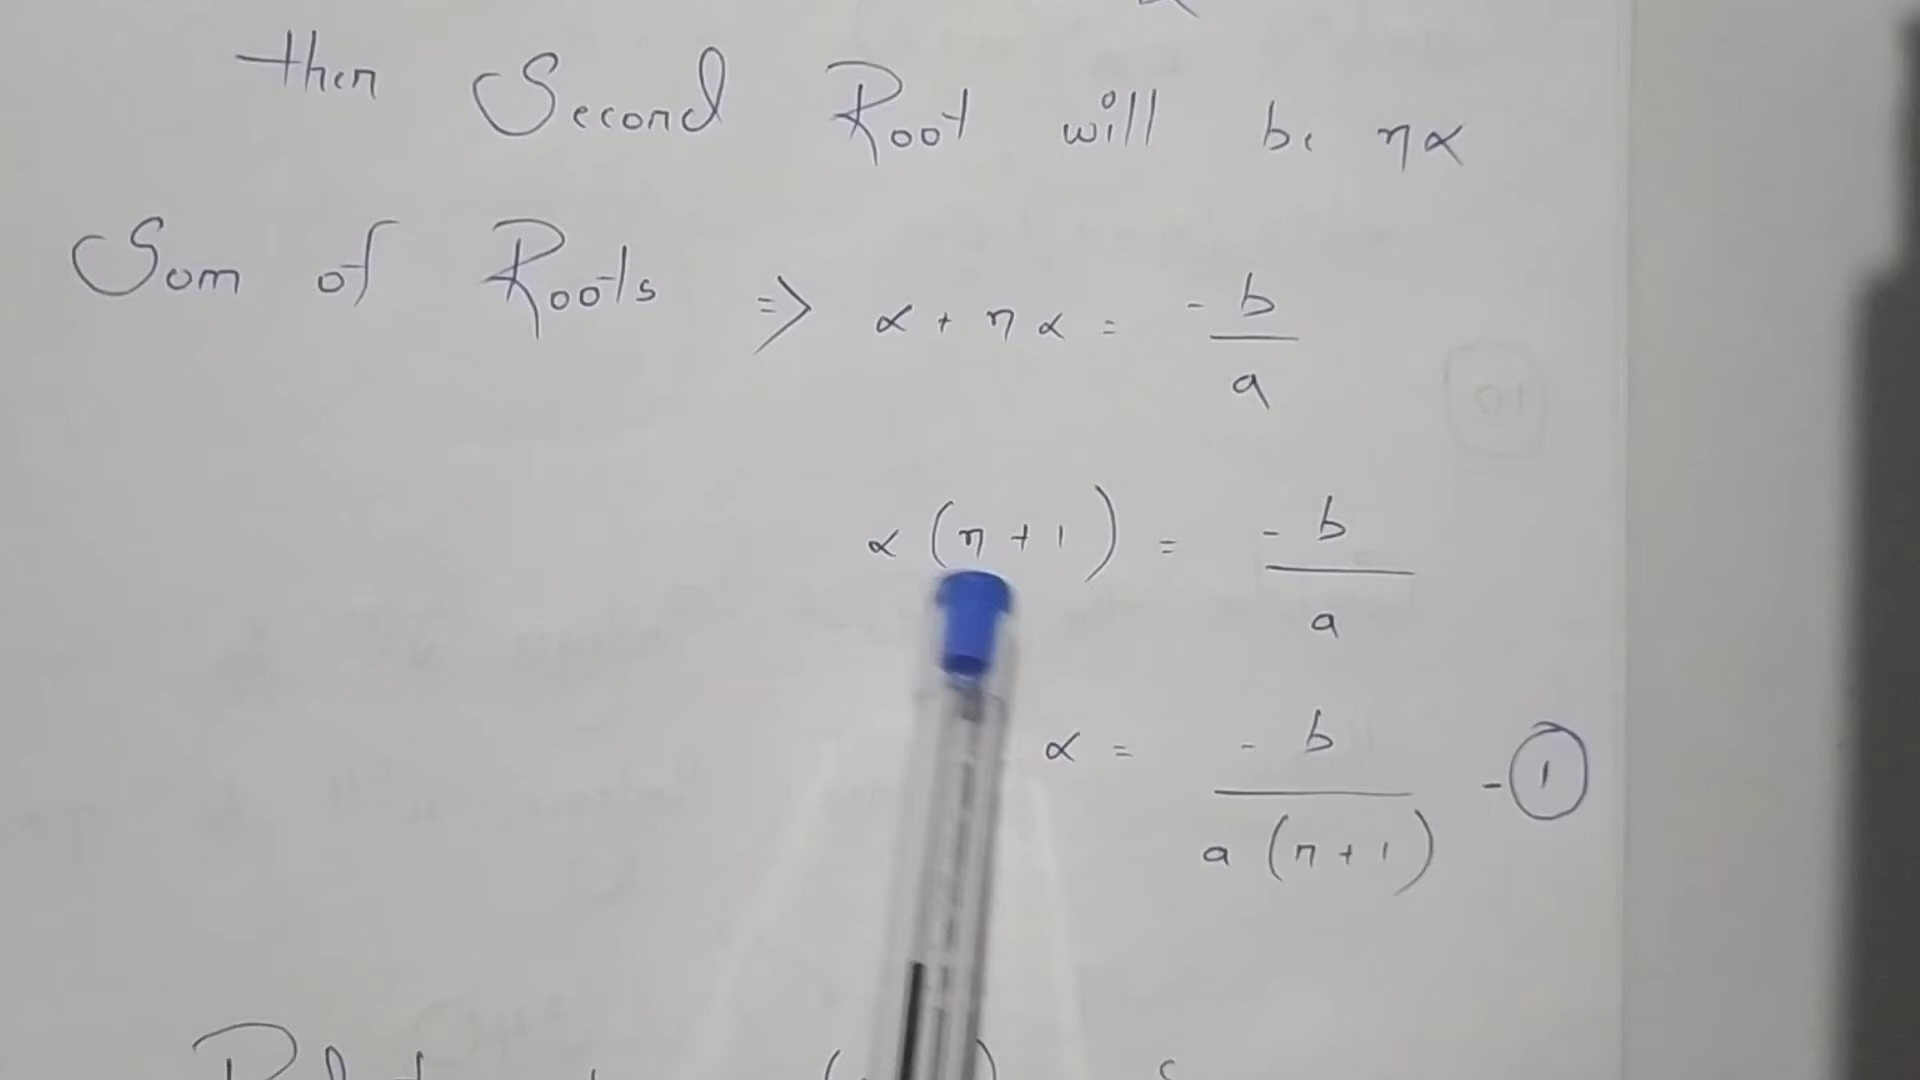 then Second Root will be nα
Sum of Roots => α + nα = -b/a
α (n + 1) = -b/a
α = -b/a(n + 1) - ①